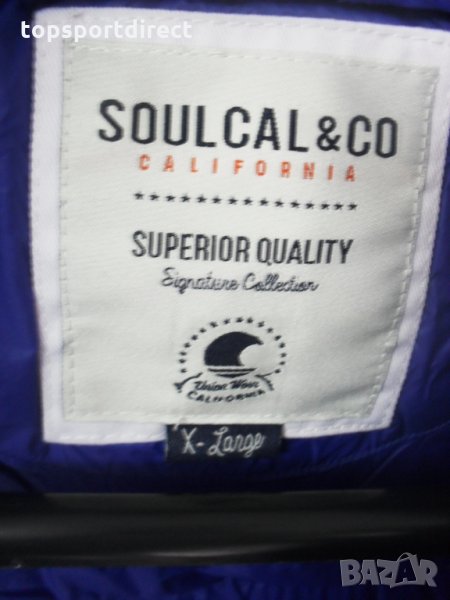 topsportdirect
SOULCAL&CO
CALIFORNIA
SUPERIOR QUALITY
Signature Collection
Union Wave
CALIFORNIA
X-Large
BAZAR